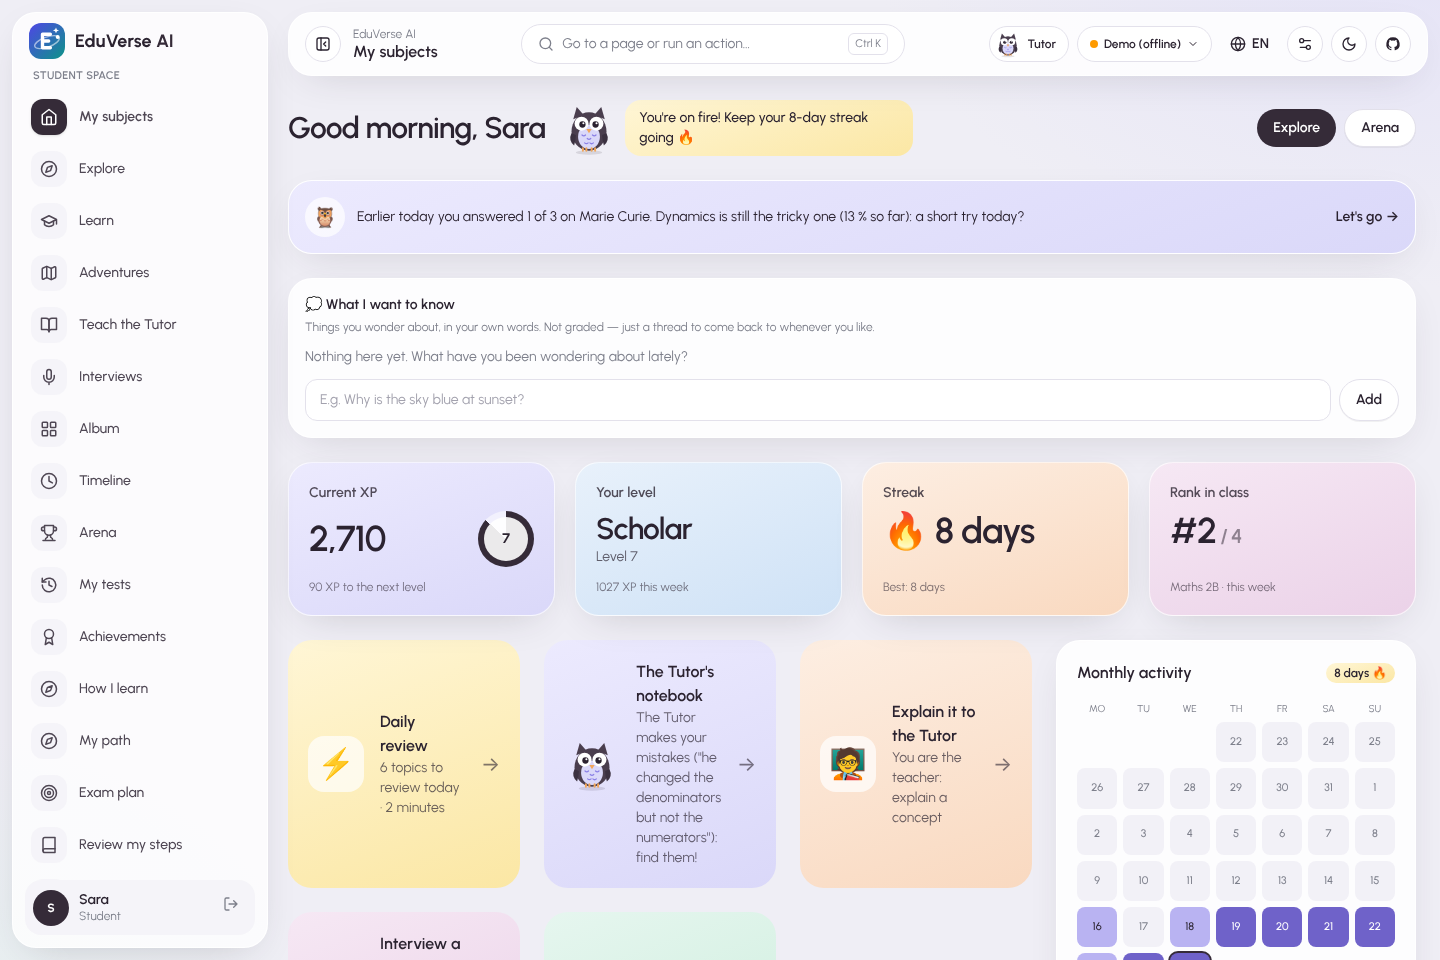 EduVerse AI
STUDENT SPACE
My subjects
Explore
Learn
Adventures
Teach the Tutor
Interviews
Album
Timeline
Arena
My tests
Achievements
How I learn
My path
Exam plan
Review my steps
S
Sara
Student
EduVerse AI
My subjects
Go to a page or run an action...
Ctrl K
Tutor
Demo (offline)
EN
Good morning, Sara
You're on fire! Keep your 8-day streak
going 🔥
Explore
Arena
Earlier today you answered 1 of 3 on Marie Curie. Dynamics is still the tricky one (13 % so far): a short try today?
Let's go →
💭 What I want to know
Things you wonder about, in your own words. Not graded — just a thread to come back to whenever you like.
Nothing here yet. What have you been wondering about lately?
E.g. Why is the sky blue at sunset?
Add
Current XP
2,710
7
90 XP to the next level
Your level
Scholar
Level 7
1027 XP this week
Streak
🔥 8 days
Best: 8 days
Rank in class
#2 / 4
Maths 2B · this week
Daily
review
6 topics to
review today
· 2 minutes
The Tutor's
notebook
The Tutor
makes your
mistakes ("he
changed the
denominators
but not the
numerators"):
find them!
Explain it to
the Tutor
You are the
teacher:
explain a
concept
Monthly activity
8 days 🔥
MO TU WE TH FR SA SU
22 23 24 25
26 27 28 29 30 31 1
2 3 4 5 6 7 8
9 10 11 12 13 14 15
16 17 18 19 20 21 22
Interview a